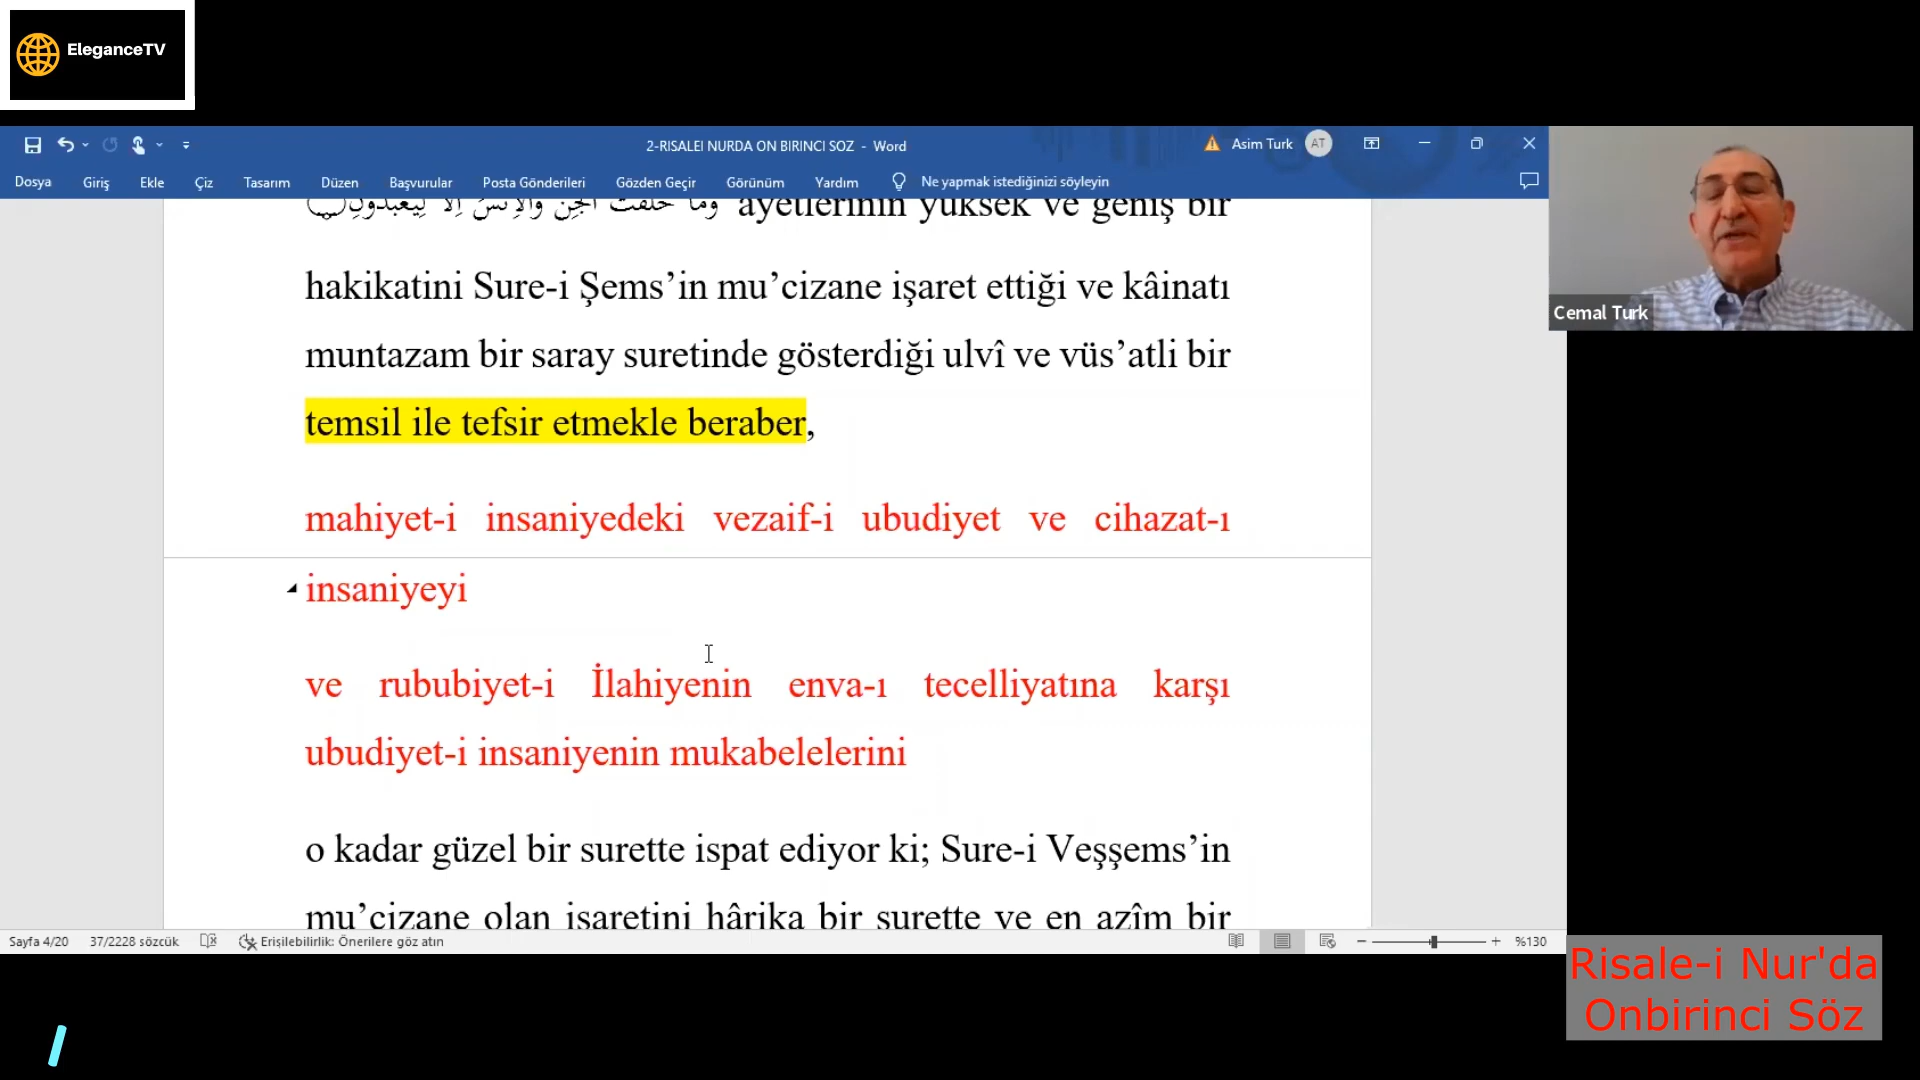 EleganceTV
2-RISALEI NURDA ON BIRINCI SOZ - Word
Asim Turk AT
Dosya Giriş Ekle Çiz Tasarım Düzen Başvurular Posta Gönderileri Gözden Geçir Görünüm Yardım Ne yapmak istediğinizi söyleyin
وَمَا خَلَقْتُ الْجِنَّ وَالْاِنْسَ اِلَّا لِيَعْبُدُونِ ayetlerinin yüksek ve geniş bir
hakikatini Sure-i Şems’in mu’cizane işaret ettiği ve kâinatı
muntazam bir saray suretinde gösterdiği ulvî ve vüs’atli bir
temsil ile tefsir etmekle beraber,
mahiyet-i insaniyedeki vezaif-i ubudiyet ve cihazat-ı
insaniyeyi
ve rububiyet-i İlahiyenin enva-ı tecelliyatına karşı
ubudiyet-i insaniyenin mukabelelerini
o kadar güzel bir surette ispat ediyor ki; Sure-i Veşşems’in
mu’cizane olan işaretini hârika bir surette ve en azîm bir
Sayfa 4/20 37/2228 sözcük Erişilebilirlik: Önerilere göz atın %130
Cemal Turk
Risale-i Nur'da
Onbirinci Söz